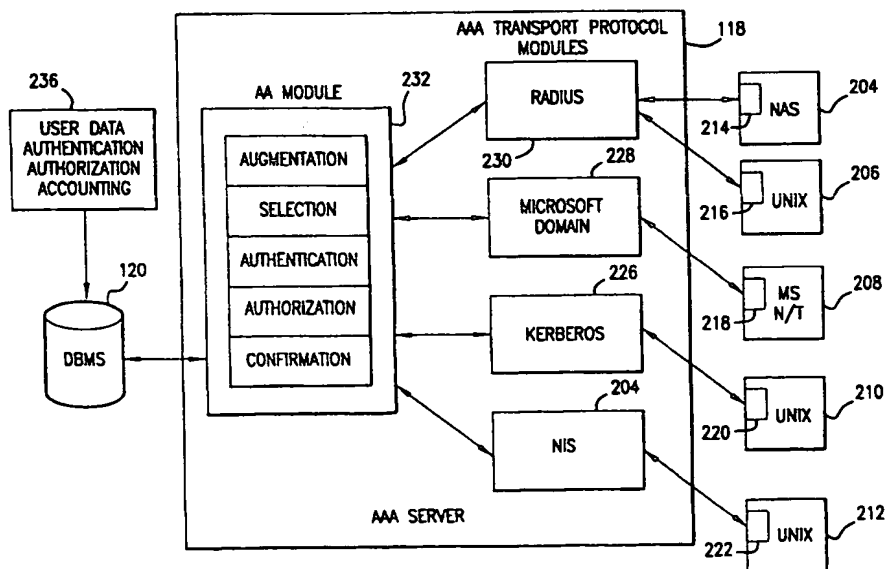 AAA TRANSPORT PROTOCOL
MODULES
118
236
USER DATA
AUTHENTICATION
AUTHORIZATION
ACCOUNTING
120
DBMS
AA MODULE
232
AUGMENTATION
SELECTION
AUTHENTICATION
AUTHORIZATION
CONFIRMATION
RADIUS
230
228
MICROSOFT
DOMAIN
226
KERBEROS
204
NIS
AAA SERVER
NAS
204
214
UNIX
206
216
MS
N/T
208
218
UNIX
210
220
UNIX
212
222